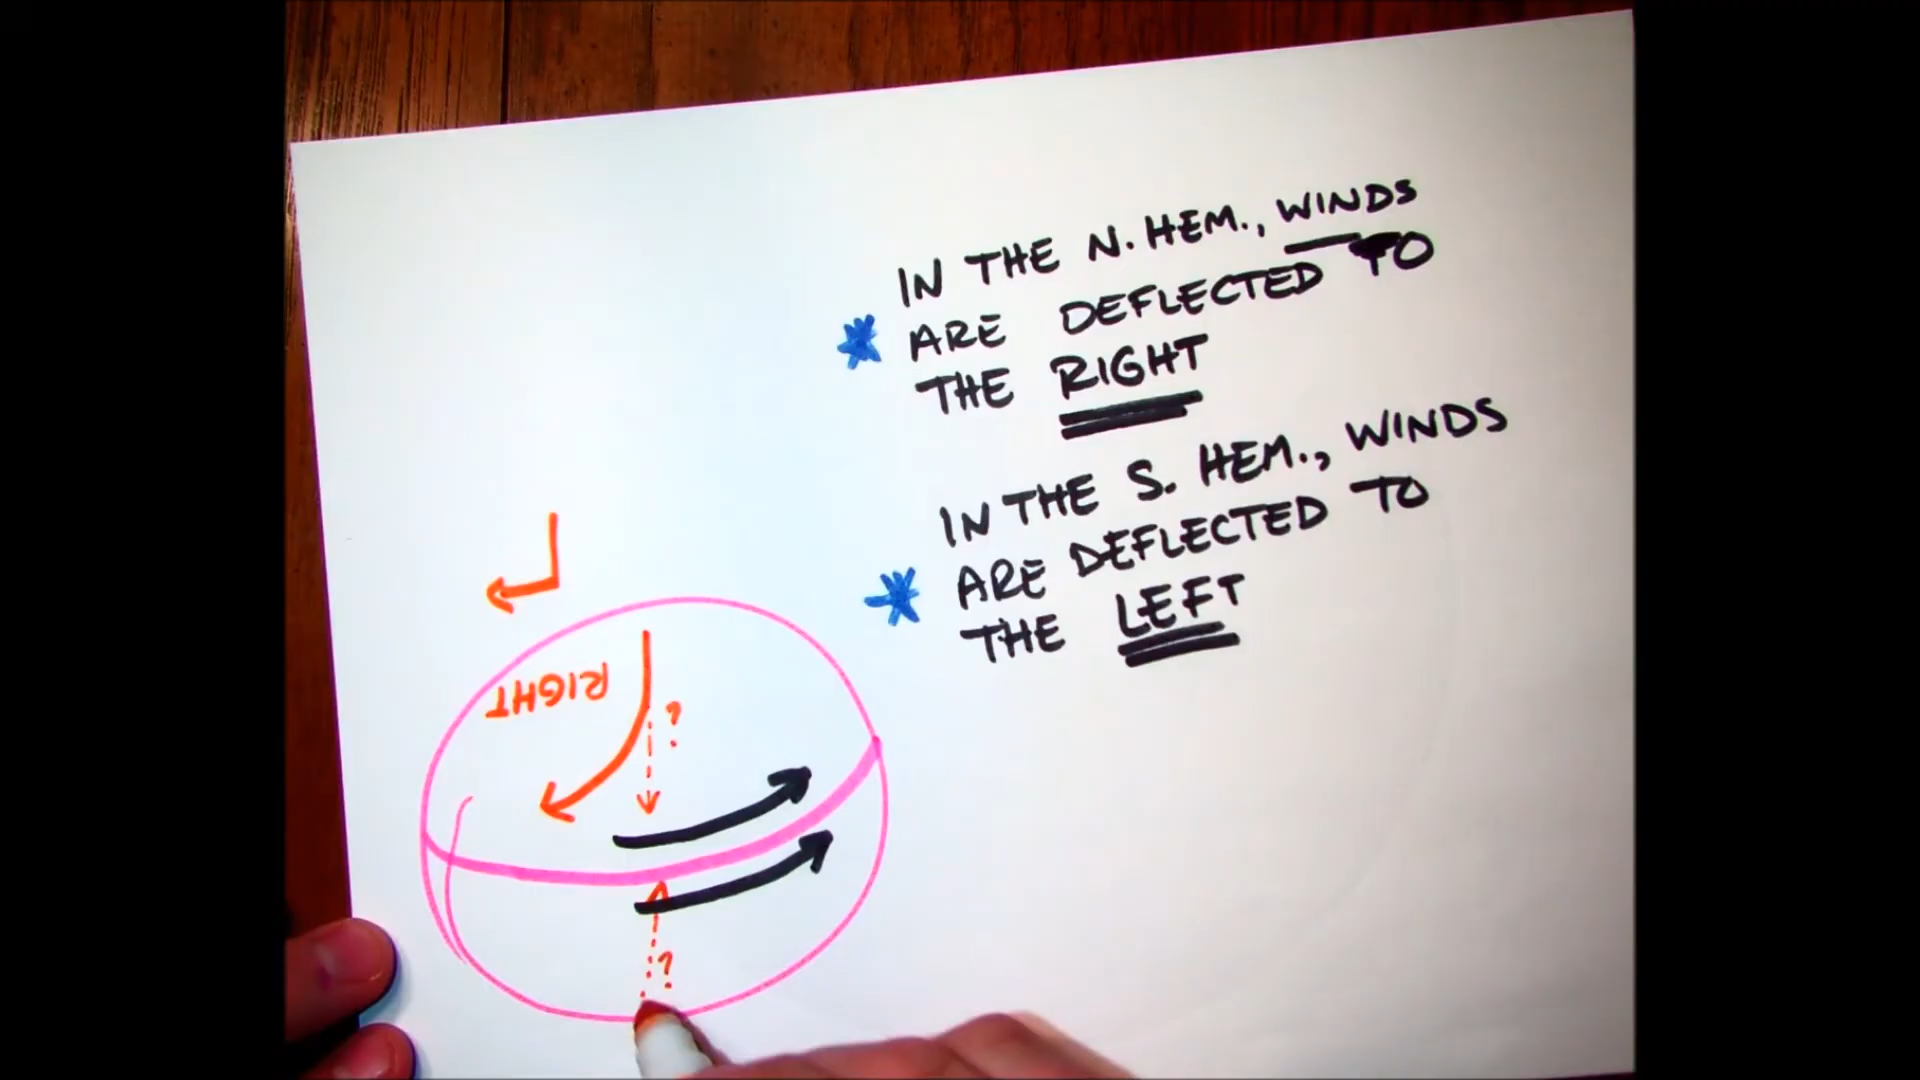 IN THE N. HEM., WINDS
ARE DEFLECTED TO
THE RIGHT
IN THE S. HEM., WINDS
ARE DEFLECTED TO
THE LEFT
RIGHT
?
?